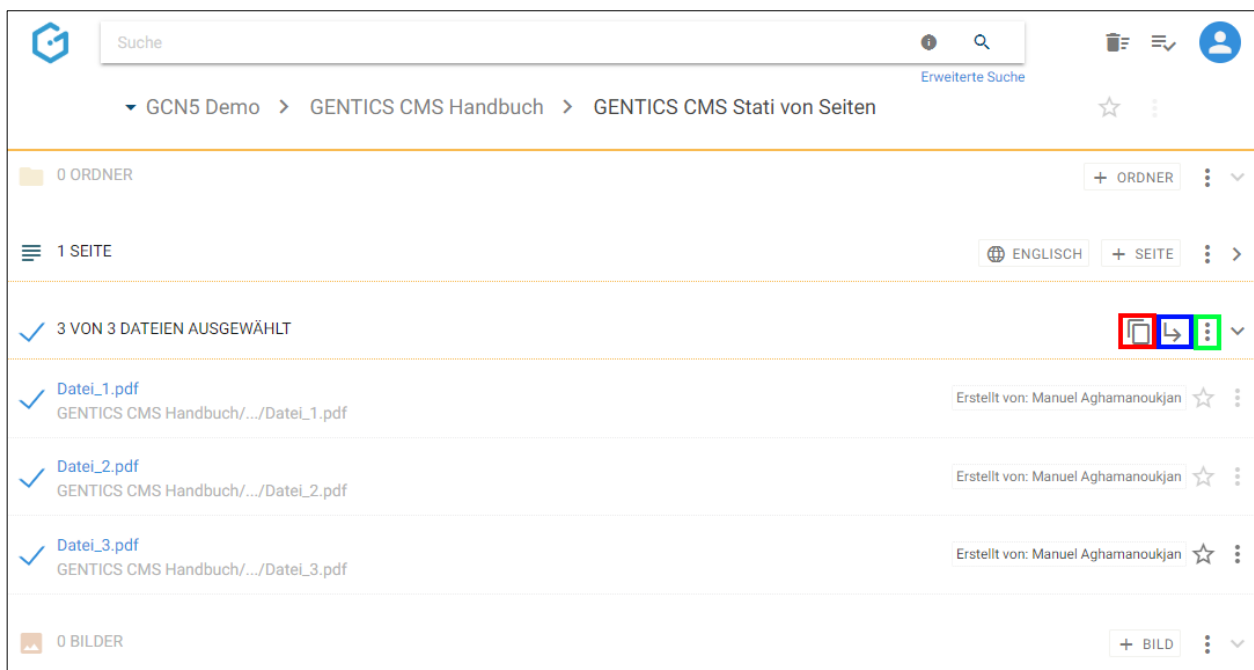 Suche
Erweiterte Suche
GCN5 Demo > GENTICS CMS Handbuch > GENTICS CMS Stati von Seiten
0 ORDNER + ORDNER
1 SEITE ENGLISCH + SEITE
3 VON 3 DATEIEN AUSGEWÄHLT
Datei_1.pdf
GENTICS CMS Handbuch/.../Datei_1.pdf
Erstellt von: Manuel Aghamanoukjan
Datei_2.pdf
GENTICS CMS Handbuch/.../Datei_2.pdf
Erstellt von: Manuel Aghamanoukjan
Datei_3.pdf
GENTICS CMS Handbuch/.../Datei_3.pdf
Erstellt von: Manuel Aghamanoukjan
0 BILDER + BILD